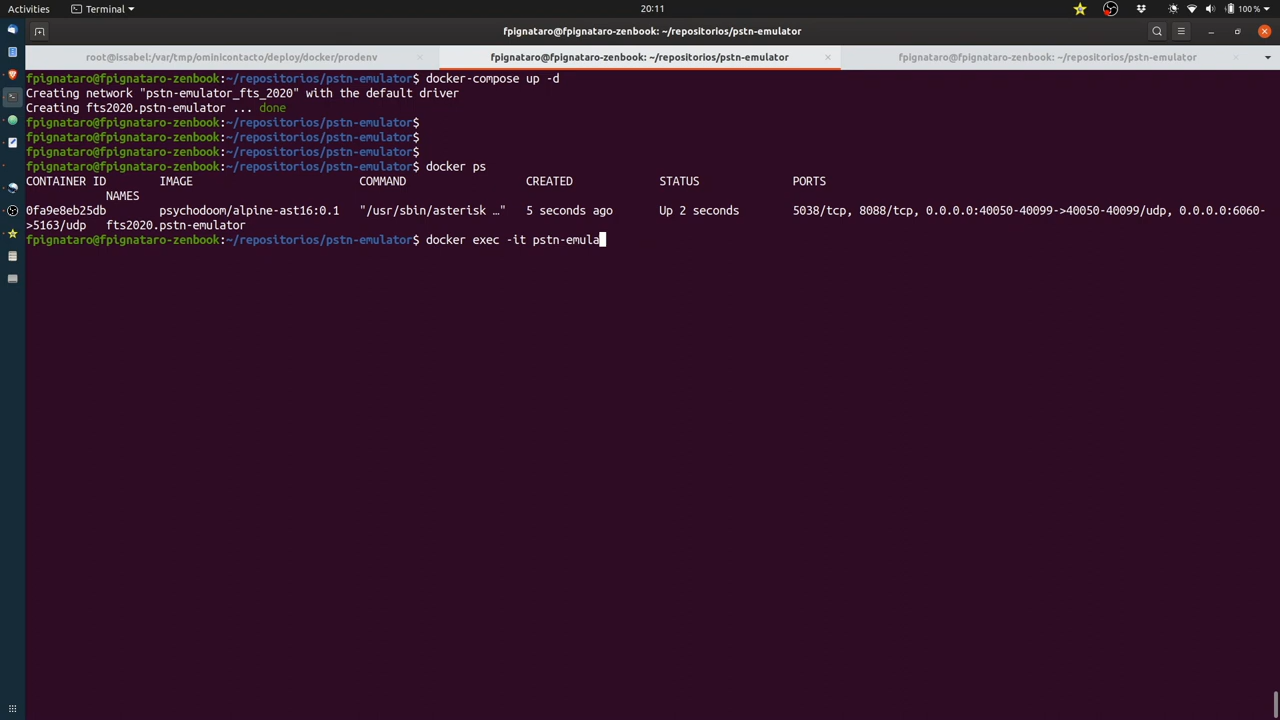 Activities
Terminal
20:11
100 %
fpignataro@fpignataro-zenbook: ~/repositorios/pstn-emulator
root@issabel:/var/tmp/ominicontacto/deploy/docker/prodenv
fpignataro@fpignataro-zenbook: ~/repositorios/pstn-emulator
fpignataro@fpignataro-zenbook: ~/repositorios/pstn-emulator
fpignataro@fpignataro-zenbook:~/repositorios/pstn-emulator$ docker-compose up -d
Creating network "pstn-emulator_fts_2020" with the default driver
Creating fts2020.pstn-emulator ... done
fpignataro@fpignataro-zenbook:~/repositorios/pstn-emulator$
fpignataro@fpignataro-zenbook:~/repositorios/pstn-emulator$
fpignataro@fpignataro-zenbook:~/repositorios/pstn-emulator$
fpignataro@fpignataro-zenbook:~/repositorios/pstn-emulator$ docker ps
CONTAINER ID IMAGE COMMAND CREATED STATUS PORTS
NAMES
0fa9e8eb25db psychodoom/alpine-ast16:0.1 "/usr/sbin/asterisk …" 5 seconds ago Up 2 seconds 5038/tcp, 8088/tcp, 0.0.0.0:40050-40099->40050-40099/udp, 0.0.0.0:6060-
>5163/udp fts2020.pstn-emulator
fpignataro@fpignataro-zenbook:~/repositorios/pstn-emulator$ docker exec -it pstn-emula